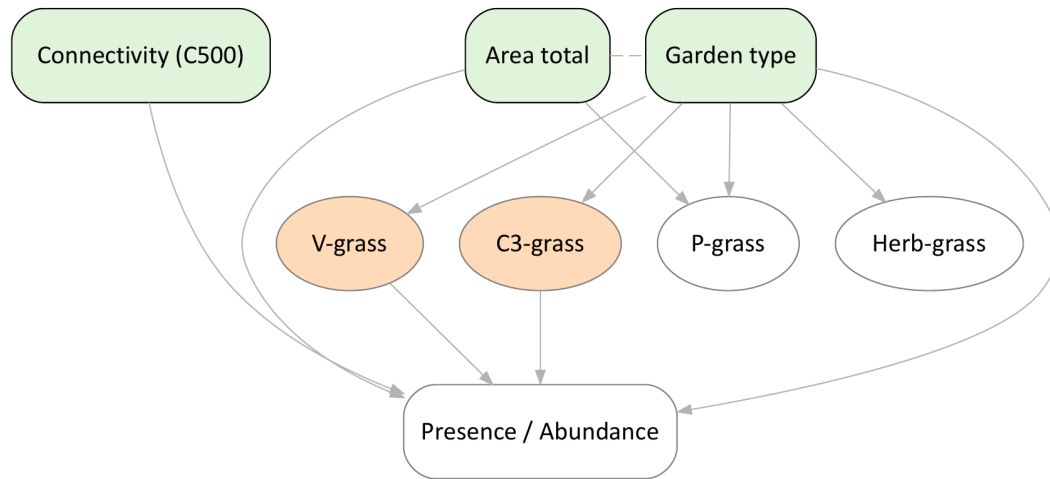 Connectivity (C500)
Area total
Garden type
V-grass
C3-grass
P-grass
Herb-grass
Presence / Abundance